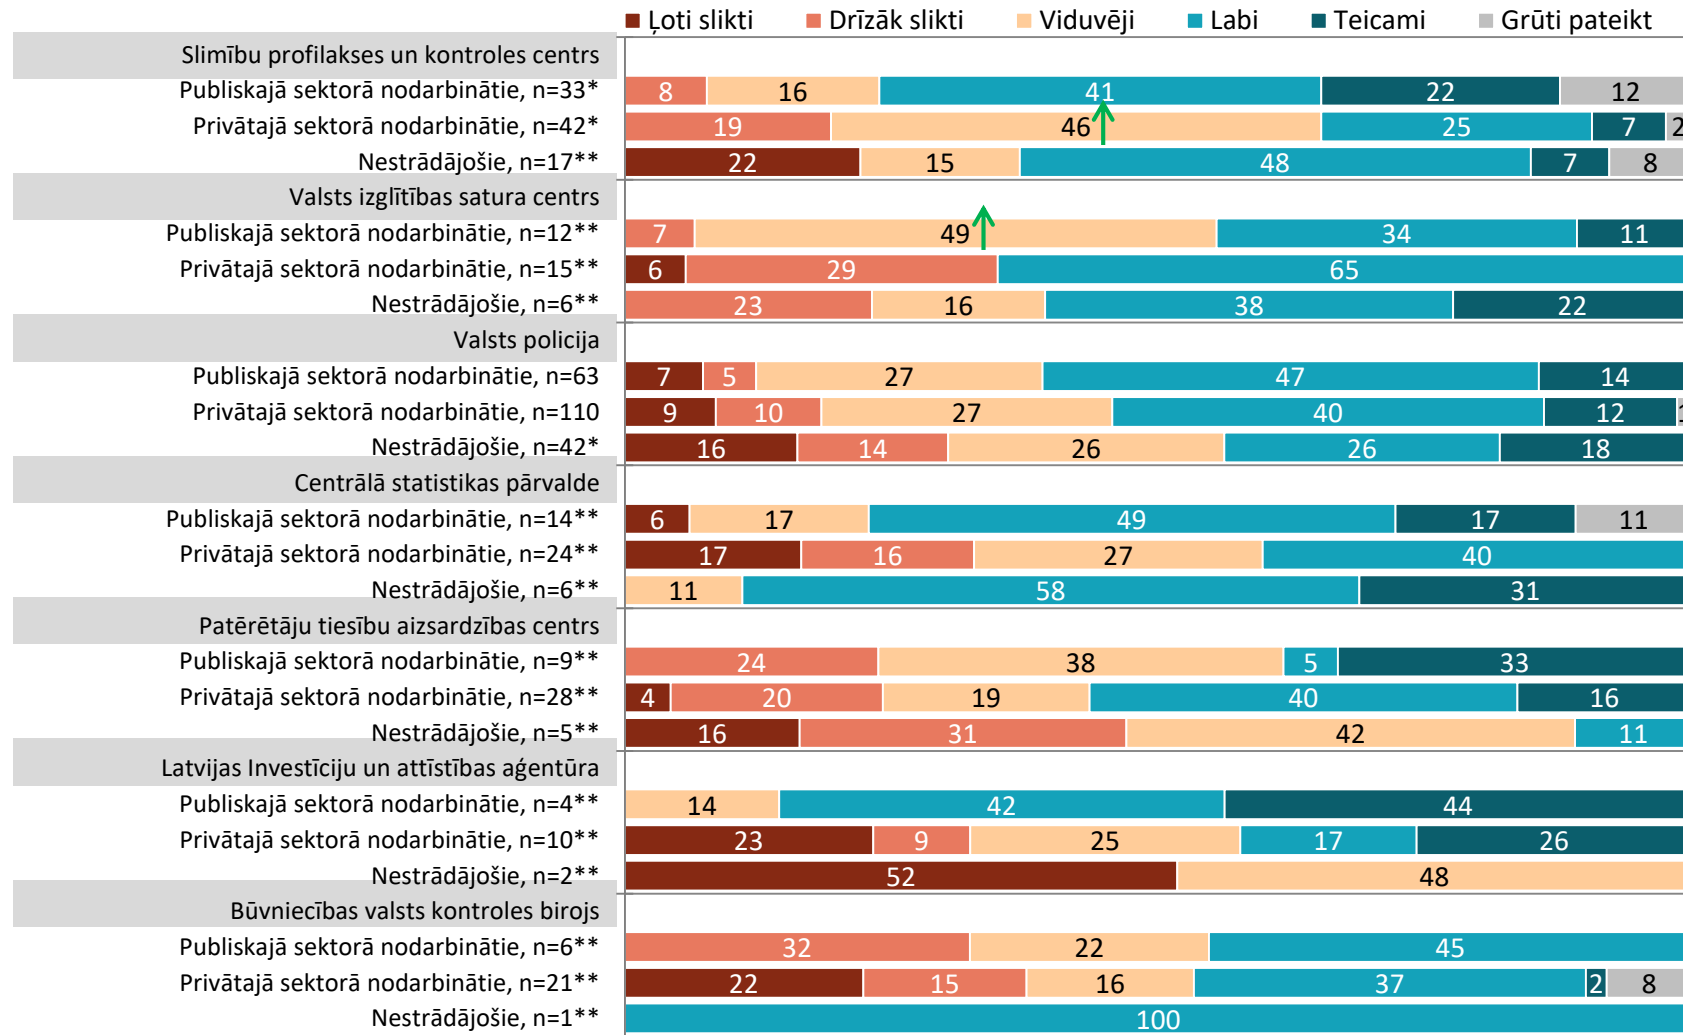 Ļoti slikti Drīzāk slikti Viduvēji Labi Teicami Grūti pateikt
Slimību profilakses un kontroles centrs
Publiskajā sektorā nodarbinātie, n=33* 8 16 41 22 12
Privātajā sektorā nodarbinātie, n=42* 19 46 25 7 2
Nestrādājošie, n=17** 22 15 48 7 8
Valsts izglītības satura centrs
Publiskajā sektorā nodarbinātie, n=12** 7 49 34 11
Privātajā sektorā nodarbinātie, n=15** 6 29 65
Nestrādājošie, n=6** 23 16 38 22
Valsts policija
Publiskajā sektorā nodarbinātie, n=63 7 5 27 47 14
Privātajā sektorā nodarbinātie, n=110 9 10 27 40 12 1
Nestrādājošie, n=42* 16 14 26 26 18
Centrālā statistikas pārvalde
Publiskajā sektorā nodarbinātie, n=14** 6 17 49 17 11
Privātajā sektorā nodarbinātie, n=24** 17 16 27 40
Nestrādājošie, n=6** 11 58 31
Patērētāju tiesību aizsardzības centrs
Publiskajā sektorā nodarbinātie, n=9** 24 38 5 33
Privātajā sektorā nodarbinātie, n=28** 4 20 19 40 16
Nestrādājošie, n=5** 16 31 42 11
Latvijas Investīciju un attīstības aģentūra
Publiskajā sektorā nodarbinātie, n=4** 14 42 44
Privātajā sektorā nodarbinātie, n=10** 23 9 25 17 26
Nestrādājošie, n=2** 52 48
Būvniecības valsts kontroles birojs
Publiskajā sektorā nodarbinātie, n=6** 32 22 45
Privātajā sektorā nodarbinātie, n=21** 22 15 16 37 2 8
Nestrādājošie, n=1** 100